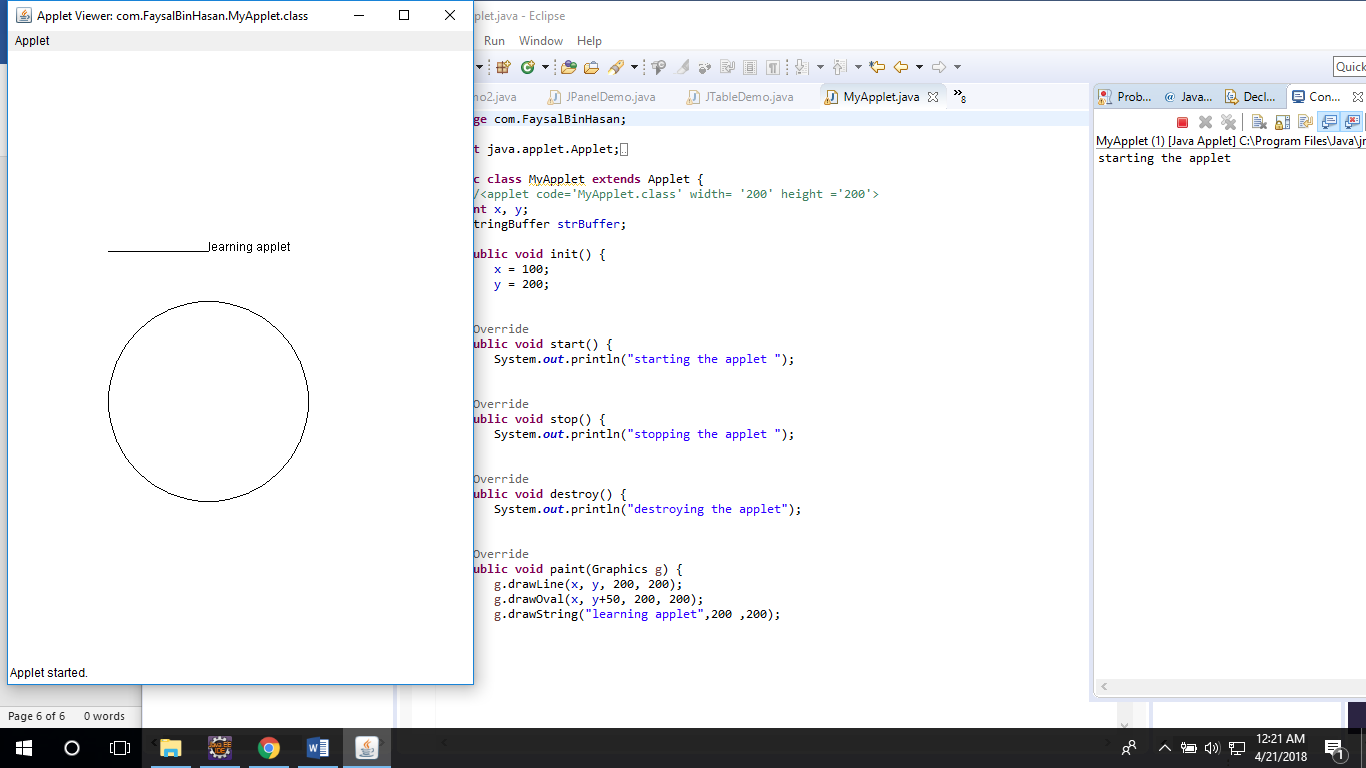 Applet Viewer: com.FaysalBinHasan.MyApplet.class
Applet
learning applet
Applet started.
Page 6 of 6 0 words
plet.java - Eclipse
Run Window Help
Quick
mo2.java JPanelDemo.java JTableDemo.java MyApplet.java 8
ge com.FaysalBinHasan;
t java.applet.Applet;
c class MyApplet extends Applet {
/<applet code='MyApplet.class' width= '200' height ='200'>
nt x, y;
tringBuffer strBuffer;
ublic void init() {
x = 100;
y = 200;
Override
ublic void start() {
System.out.println("starting the applet ");
Override
ublic void stop() {
System.out.println("stopping the applet ");
Override
ublic void destroy() {
System.out.println("destroying the applet");
Override
ublic void paint(Graphics g) {
g.drawLine(x, y, 200, 200);
g.drawOval(x, y+50, 200, 200);
g.drawString("learning applet",200 ,200);
Prob... Java... Decl... Con...
MyApplet (1) [Java Applet] C:\Program Files\Java\jr
starting the applet
12:21 AM
4/21/2018
1